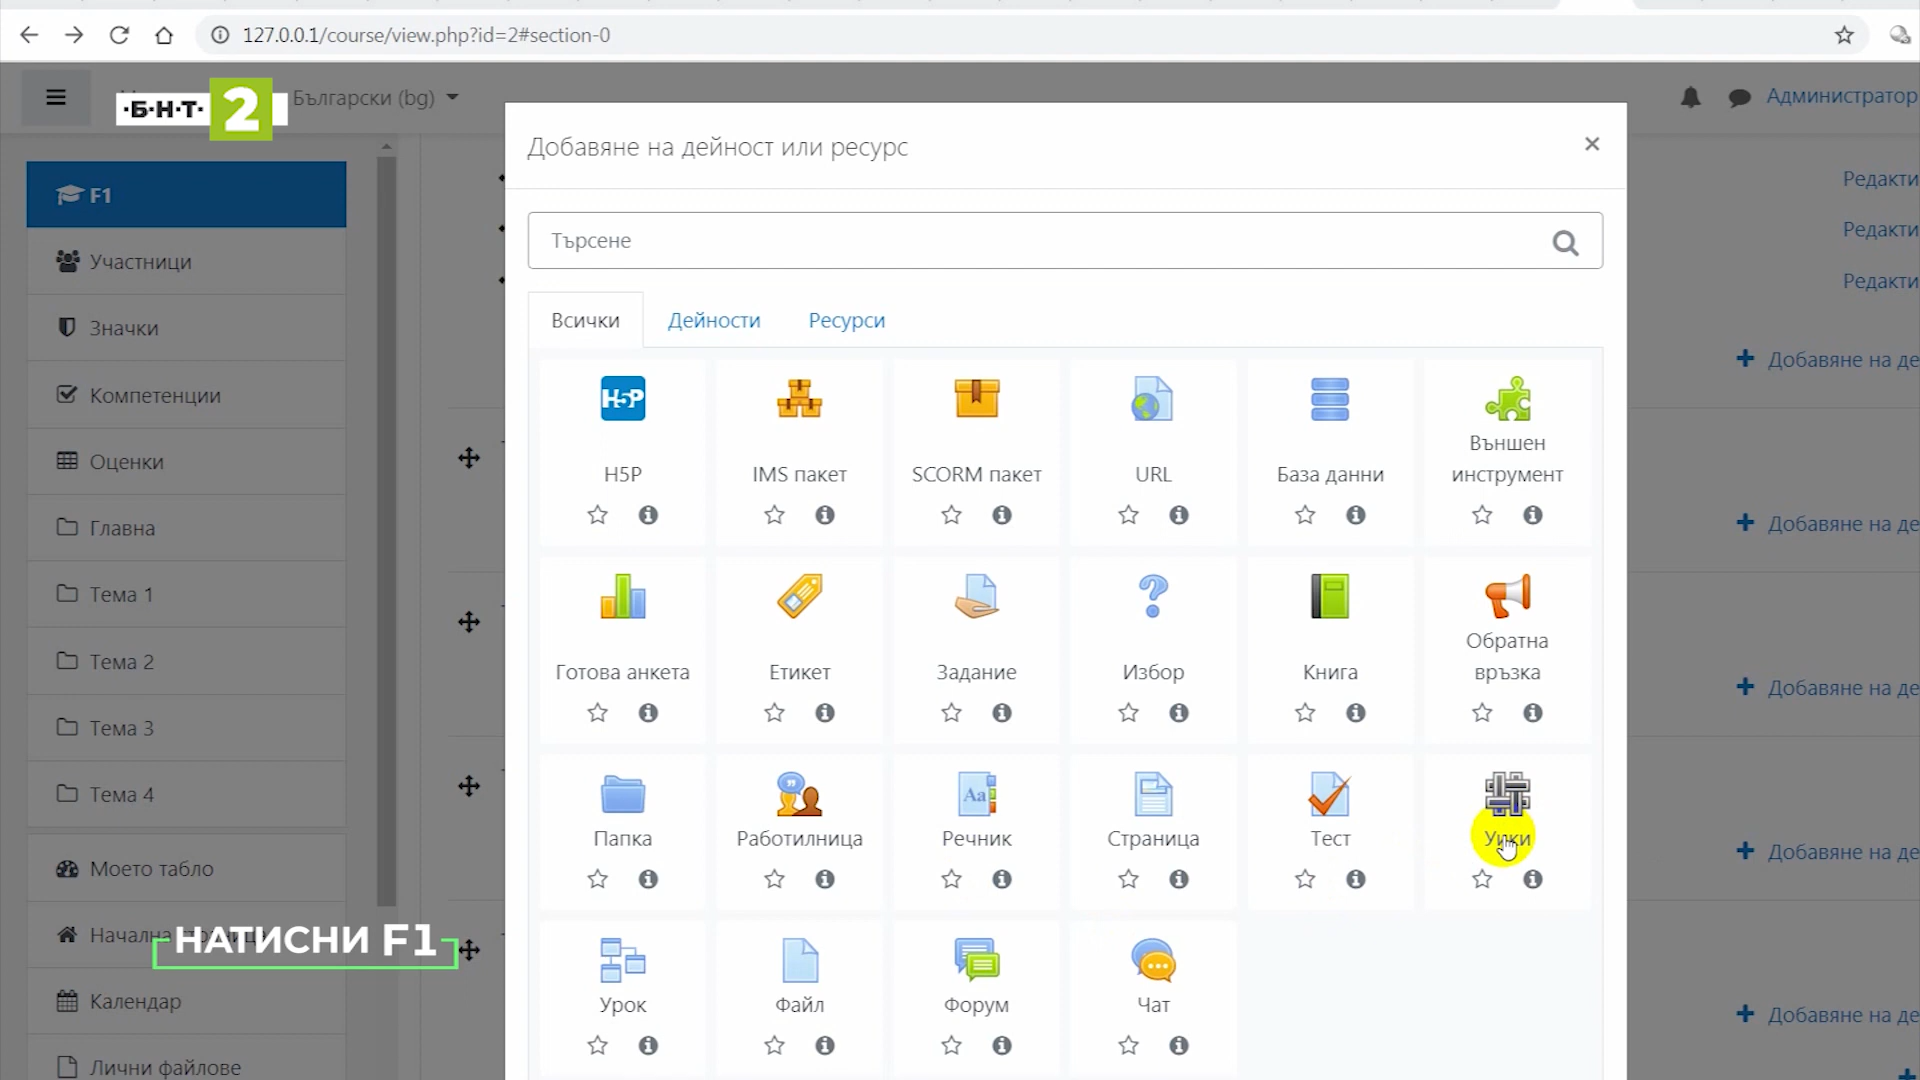 127.0.0.1/course/view.php?id=2#section-0
·Б·Н·Т· 2
Български (bg)
Администратор
F1
Участници
Значки
Компетенции
Оценки
Главна
Тема 1
Тема 2
Тема 3
Тема 4
Моето табло
Начална
НАТИСНИ F1
Календар
Лични файлове
Добавяне на дейност или ресурс
Търсене
Всички
Дейности
Ресурси
H5P
H5P
IMS пакет
SCORM пакет
URL
База данни
Външен
инструмент
Готова анкета
Етикет
Задание
Избор
Книга
Обратна
връзка
Папка
Работилница
Aa
Речник
Страница
Тест
Уики
Урок
Файл
Форум
Чат
Редакти
Редакти
Редакти
Добавяне на де
Добавяне на де
Добавяне на де
Добавяне на де
Добавяне на де